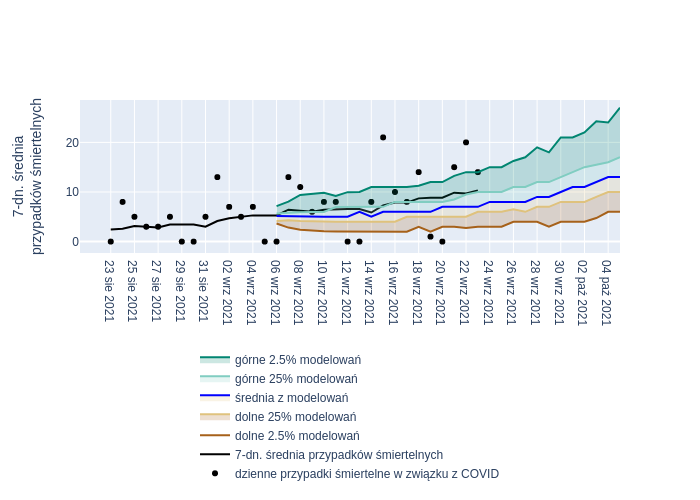 7-dn. średnia
przypadków śmiertelnych
20
10
0
23 sie 2021
25 sie 2021
27 sie 2021
29 sie 2021
31 sie 2021
02 wrz 2021
04 wrz 2021
06 wrz 2021
08 wrz 2021
10 wrz 2021
12 wrz 2021
14 wrz 2021
16 wrz 2021
18 wrz 2021
20 wrz 2021
22 wrz 2021
24 wrz 2021
26 wrz 2021
28 wrz 2021
30 wrz 2021
02 paź 2021
04 paź 2021
górne 2.5% modelowań
górne 25% modelowań
średnia z modelowań
dolne 25% modelowań
dolne 2.5% modelowań
7-dn. średnia przypadków śmiertelnych
dzienne przypadki śmiertelne w związku z COVID